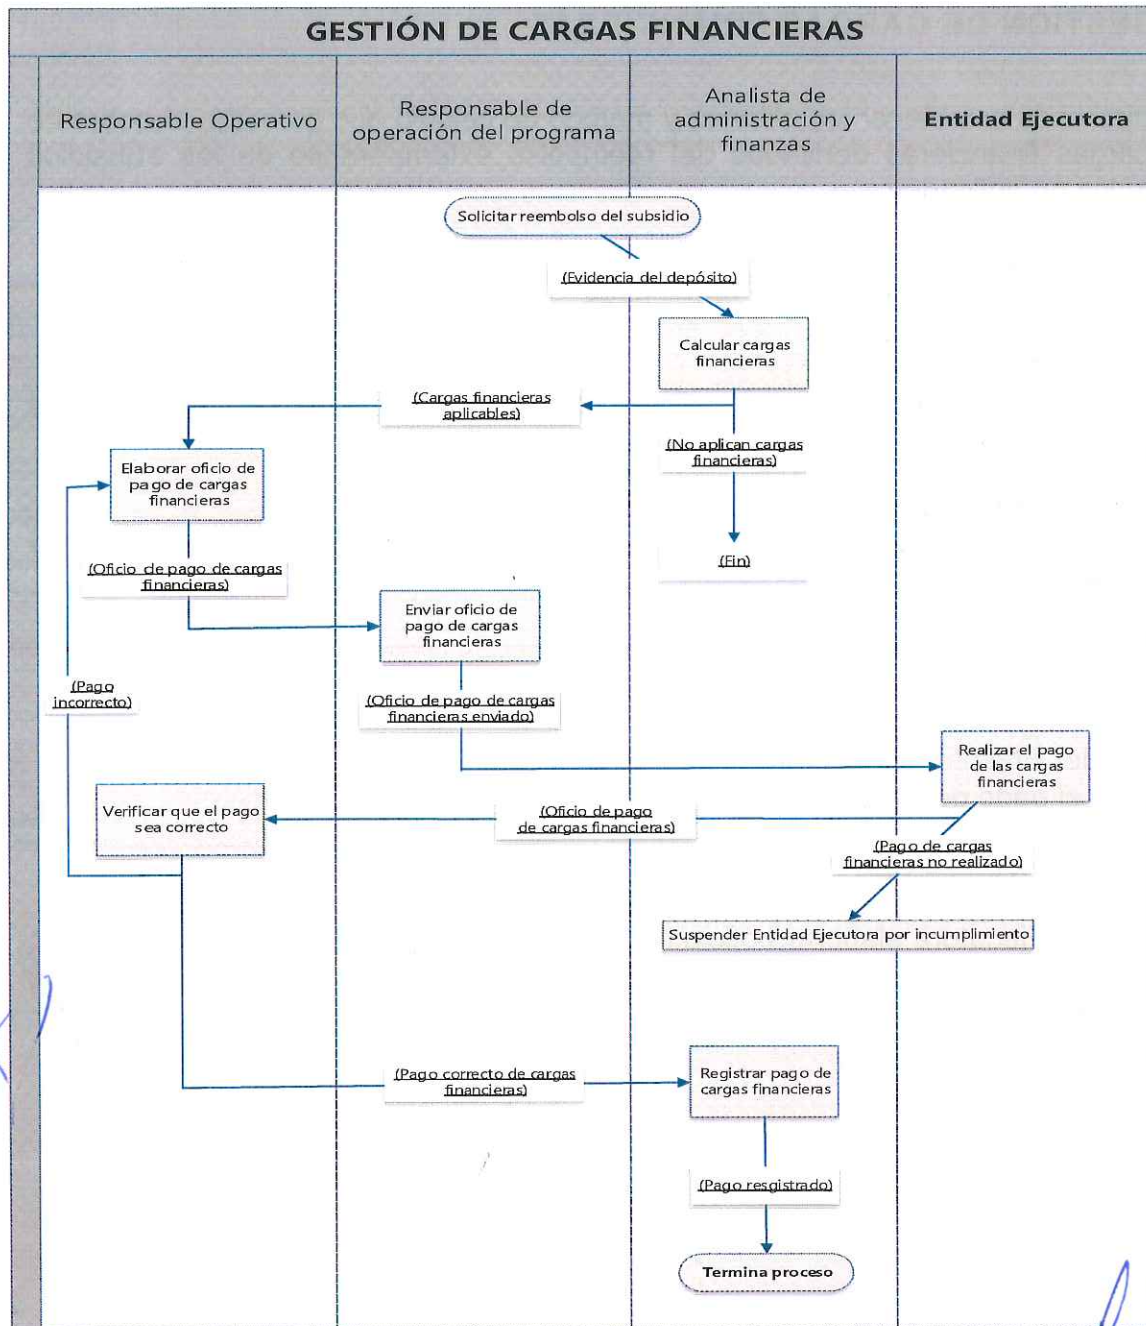 GESTIÓN DE CARGAS FINANCIERAS
Responsable Operativo
Responsable de
operación del programa
Analista de
administración y
finanzas
Entidad Ejecutora
Solicitar reembolso del subsidio
(Evidencia del depósito)
Calcular cargas
financieras
(Cargas financieras
aplicables)
(No aplican cargas
financieras)
Elaborar oficio de
pago de cargas
financieras
(Fin)
(Oficio de pago de cargas
financieras)
Enviar oficio de
pago de cargas
financieras
(Pago
incorrecto)
(Oficio de pago de cargas
financieras enviado)
Realizar el pago
de las cargas
financieras
Verificar que el pago
sea correcto
(Oficio de pago
de cargas financieras)
(Pago de cargas
financieras no realizado)
Suspender Entidad Ejecutora por incumplimiento
(Pago correcto de cargas
financieras)
Registrar pago de
cargas financieras
(Pago resgistrado)
Termina proceso